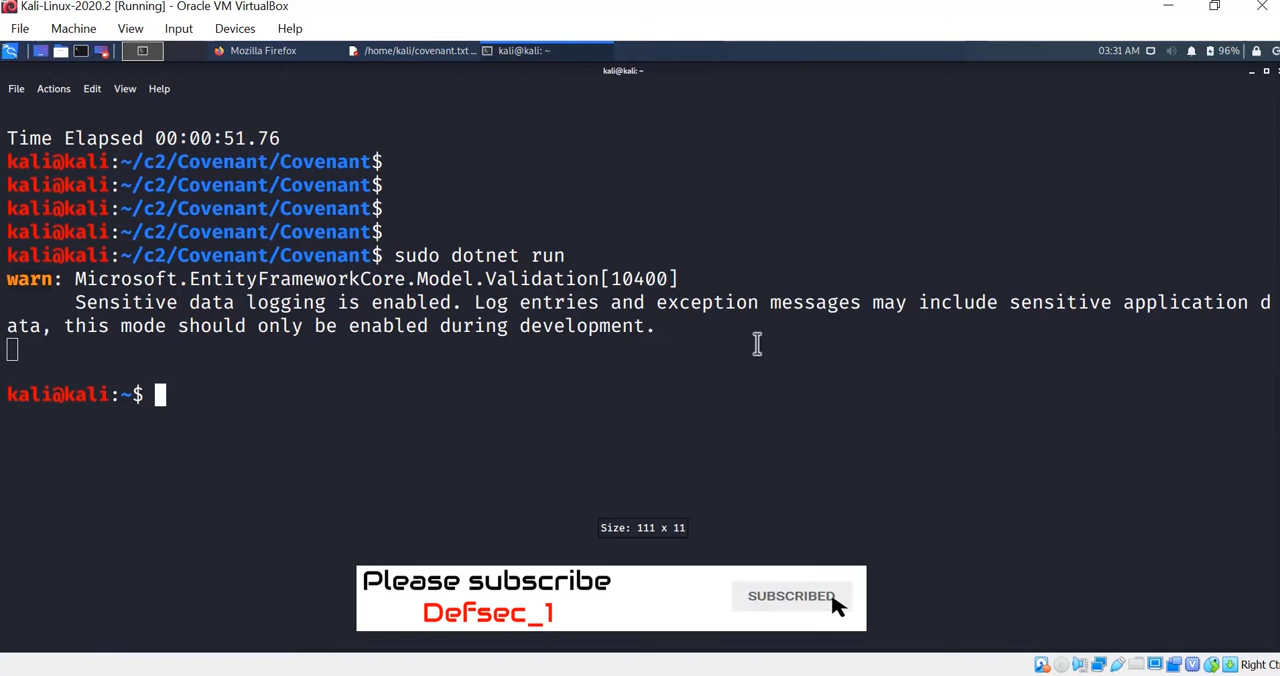 Kali-Linux-2020.2 [Running] - Oracle VM VirtualBox
File Machine View Input Devices Help
Mozilla Firefox /home/kali/covenant.txt ... kali@kali: ~ 03:31 AM 96%
kali@kali: ~
File Actions Edit View Help
Time Elapsed 00:00:51.76
kali@kali:~/c2/Covenant/Covenant$
kali@kali:~/c2/Covenant/Covenant$
kali@kali:~/c2/Covenant/Covenant$
kali@kali:~/c2/Covenant/Covenant$
kali@kali:~/c2/Covenant/Covenant$ sudo dotnet run
warn: Microsoft.EntityFrameworkCore.Model.Validation[10400]
Sensitive data logging is enabled. Log entries and exception messages may include sensitive application d
ata, this mode should only be enabled during development.
kali@kali:~$
Size: 111 x 11
Please subscribe
SUBSCRIBED
Defsec_1
Right Ct